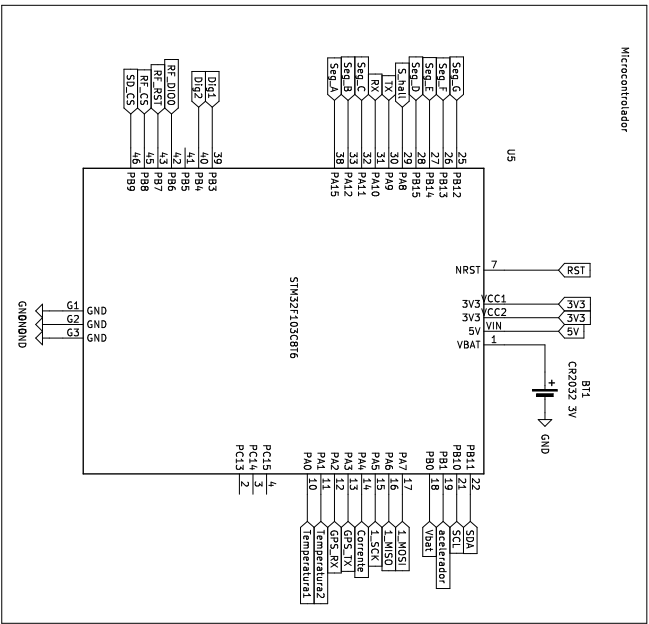 Microcontrolador
U5
STM32F103C8T6
SD_CS 46 PB9
RF_CS 45 PB8
RF_RST 43 PB7
RF_DIO0 42 PB6
41 PB5
Dig2 40 PB4
Dig1 39 PB3
Seg_A 38 PA15
Seg_B 33 PA12
Seg_C 32 PA11
RX 31 PA10
TX 30 PA9
S_hall 29 PA8
Seg_D 28 PB15
Seg_E 27 PB14
Seg_F 26 PB13
Seg_G 25 PB12
NRST 7 RST
3V3 VCC1 3V3
3V3 VCC2 3V3
5V VIN 5V
VBAT 1
BT1
CR2032 3V
+
GND
G1 GND
G2 GND
G3 GND
GND
GND
GND
PC13 2
PC14 3
PC15 4
PA0 10 Temperatura1
PA1 11 Temperatura2
PA2 12 GPS_RX
PA3 13 GPS_TX
PA4 14 Corrente
PA5 15 1_SCK
PA6 16 1_MISO
PA7 17 1_MOSI
PB0 18 Vbat
PB1 19 acelerador
PB10 21 SCL
PB11 22 SDA